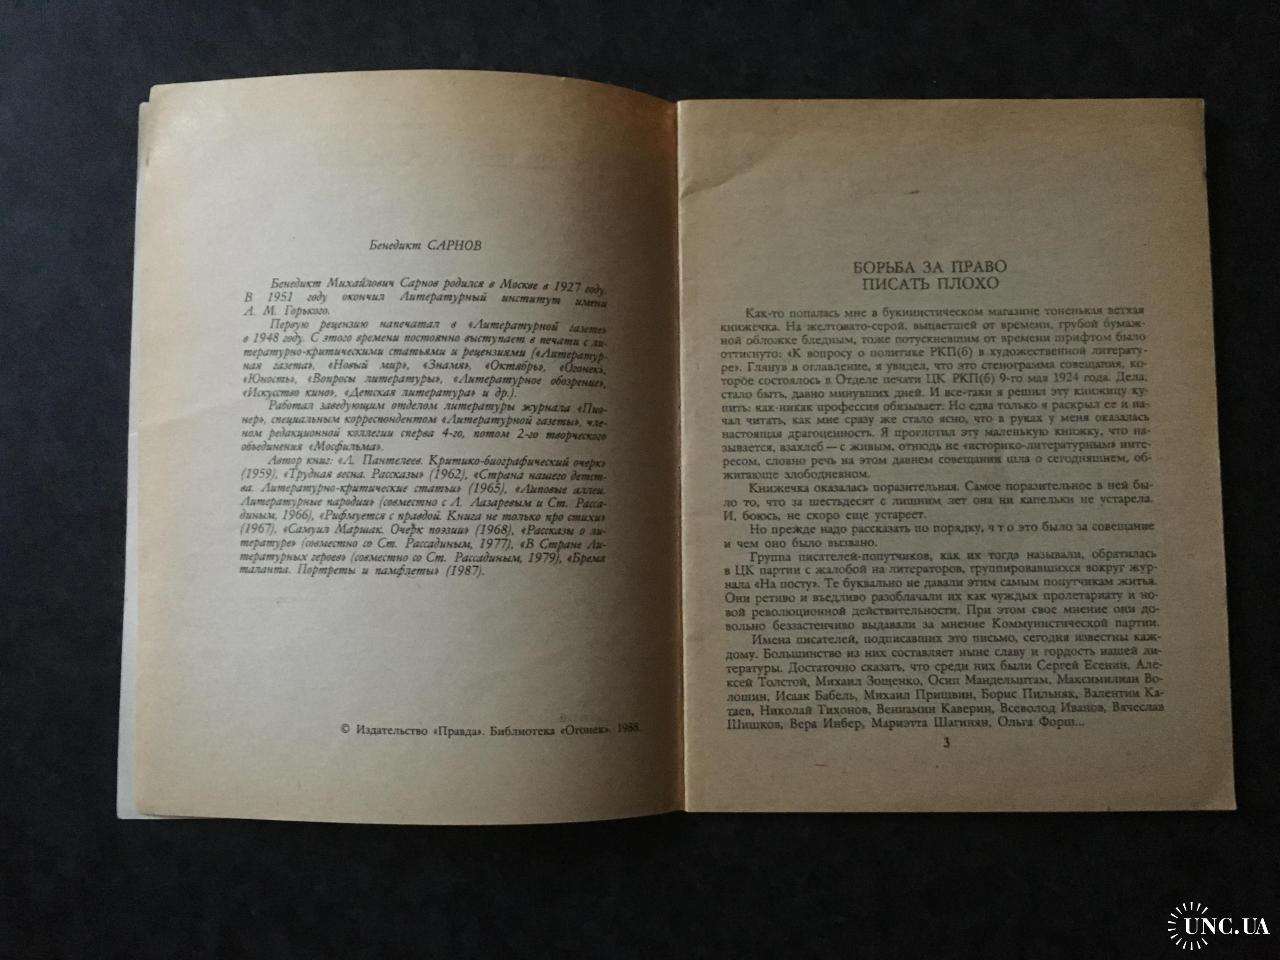 Бенедикт САРНОВ
Бенедикт Михайлович Сарнов родился в Москве в 1927 году.
В 1951 году окончил Литературный институт имени
А. М. Горького.
Первую рецензию напечатал в «Литературной газете»
в 1948 году. С этого времени постоянно выступает в печати с ли-
тературно-критическими статьями и рецензиями («Литератур-
ная газета», «Новый мир», «Знамя», «Октябрь», «Огонек»,
«Юность», «Вопросы литературы», «Литературное обозрение»,
«Искусство кино», «Детская литература» и др.).
Работал заведующим отделом литературы журнала «Пио-
нер», специальным корреспондентом «Литературной газеты», чле-
ном редакционной коллегии сперва 4-го, потом 2-го творческого
объединения «Мосфильма».
Автор книг: «Л. Пантелеев. Критико-биографический очерк»
(1959), «Трудная весна. Рассказы» (1962), «Страна нашего детст-
ва. Литературно-критические статьи» (1965), «Липовые аллеи.
Литературные пародии» (совместно с Л. Лазаревым и Ст. Расса-
диным, 1966), «Рифмуется с правдой. Книга не только про стихи»
(1967), «Самуил Маршак. Очерк поэзии» (1968), «Рассказы о ли-
тературе» (совместно со Ст. Рассадиным, 1977), «В Стране Ли-
тературных героев» (совместно со Ст. Рассадиным, 1979), «Бремя
таланта. Портреты и памфлеты» (1987).
© Издательство «Правда». Библиотека «Огонек». 1988.
БОРЬБА ЗА ПРАВО
ПИСАТЬ ПЛОХО
Как-то попалась мне в букинистическом магазине тоненькая ветхая
книжечка. На желтовато-серой, выцветшей от времени, грубой бумаж-
ной обложке бледным, тоже потускневшим от времени шрифтом было
оттиснуто: «К вопросу о политике РКП(б) в художественной литерату-
ре». Глянув в оглавление, я увидел, что это стенограмма совещания, ко-
торое состоялось в Отделе печати ЦК РКП(б) 9-го мая 1924 года. Дела,
стало быть, давно минувших дней. И все-таки я решил эту книжицу ку-
пить: как-никак профессия обязывает. Но едва только я раскрыл ее и на-
чал читать, как мне сразу же стало ясно, что в руках у меня оказалась
настоящая драгоценность. Я проглотил эту маленькую книжку, что на-
зывается, взахлеб — с живым, отнюдь не «историко-литературным» инте-
ресом, словно речь на этом давнем совещании шла о сегодняшнем, об-
жигающе злободневном.
Книжечка оказалась поразительная. Самое поразительное в ней бы-
ло то, что за шестьдесят с лишним лет она ни капельки не устарела.
И, боюсь, не скоро еще устареет.
Но прежде надо рассказать по порядку, ч т о это было за совещание
и чем оно было вызвано.
Группа писателей-попутчиков, как их тогда называли, обратилась
в ЦК партии с жалобой на литераторов, группировавшихся вокруг жур-
нала «На посту». Те буквально не давали этим самым попутчикам житья.
Они ретиво и въедливо разоблачали их как чуждых пролетариату и но-
вой революционной действительности. При этом свое мнение они до-
вольно беззастенчиво выдавали за мнение Коммунистической партии.
Имена писателей, подписавших это письмо, сегодня известны каж-
дому. Большинство из них составляет ныне славу и гордость нашей ли-
тературы. Достаточно сказать, что среди них были Сергей Есенин, Але-
ксей Толстой, Михаил Зощенко, Осип Мандельштам, Максимилиан Во-
лошин, Исаак Бабель, Михаил Пришвин, Борис Пильняк, Валентин Ка-
таев, Николай Тихонов, Вениамин Каверин, Всеволод Иванов, Вячеслав
Шишков, Вера Инбер, Мариэтта Шагинян, Ольга Форш...
3
UNC.UA